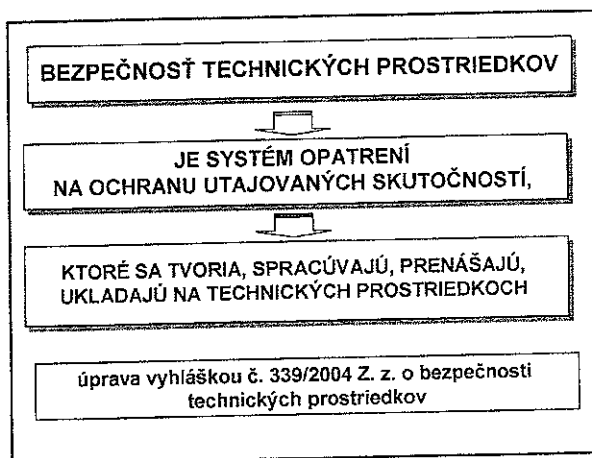 BEZPEČNOSŤ TECHNICKÝCH PROSTRIEDKOV
JE SYSTÉM OPATRENÍ
NA OCHRANU UTAJOVANÝCH SKUTOČNOSTÍ,
KTORÉ SA TVORIA, SPRACÚVAJÚ, PRENÁŠAJÚ,
UKLADAJÚ NA TECHNICKÝCH PROSTRIEDKOCH
úprava vyhláškou č. 339/2004 Z. z. o bezpečnosti
technických prostriedkov